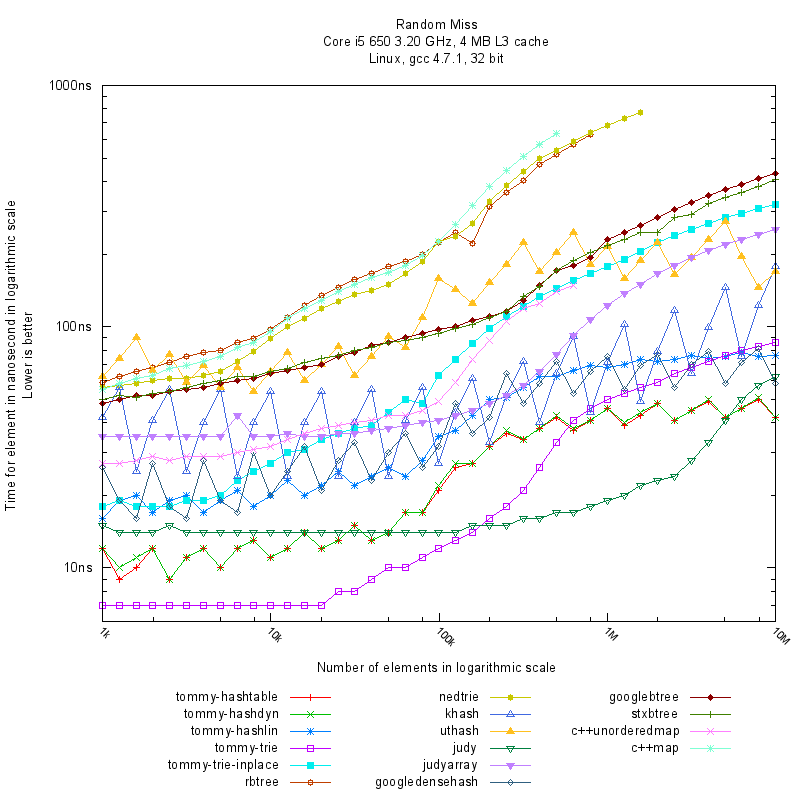 Random Miss
Core i5 650 3.20 GHz, 4 MB L3 cache
Linux, gcc 4.7.1, 32 bit
1000ns
100ns
10ns
Time for element in nanosecond in logarithmic scale
Lower is better
1k
10k
100k
1M
10M
Number of elements in logarithmic scale
tommy-hashtable
tommy-hashdyn
tommy-hashlin
tommy-trie
tommy-trie-inplace
rbtree
nedtrie
khash
uthash
judy
judyarray
googledensehash
googlebtree
stxbtree
c++unorderedmap
c++map